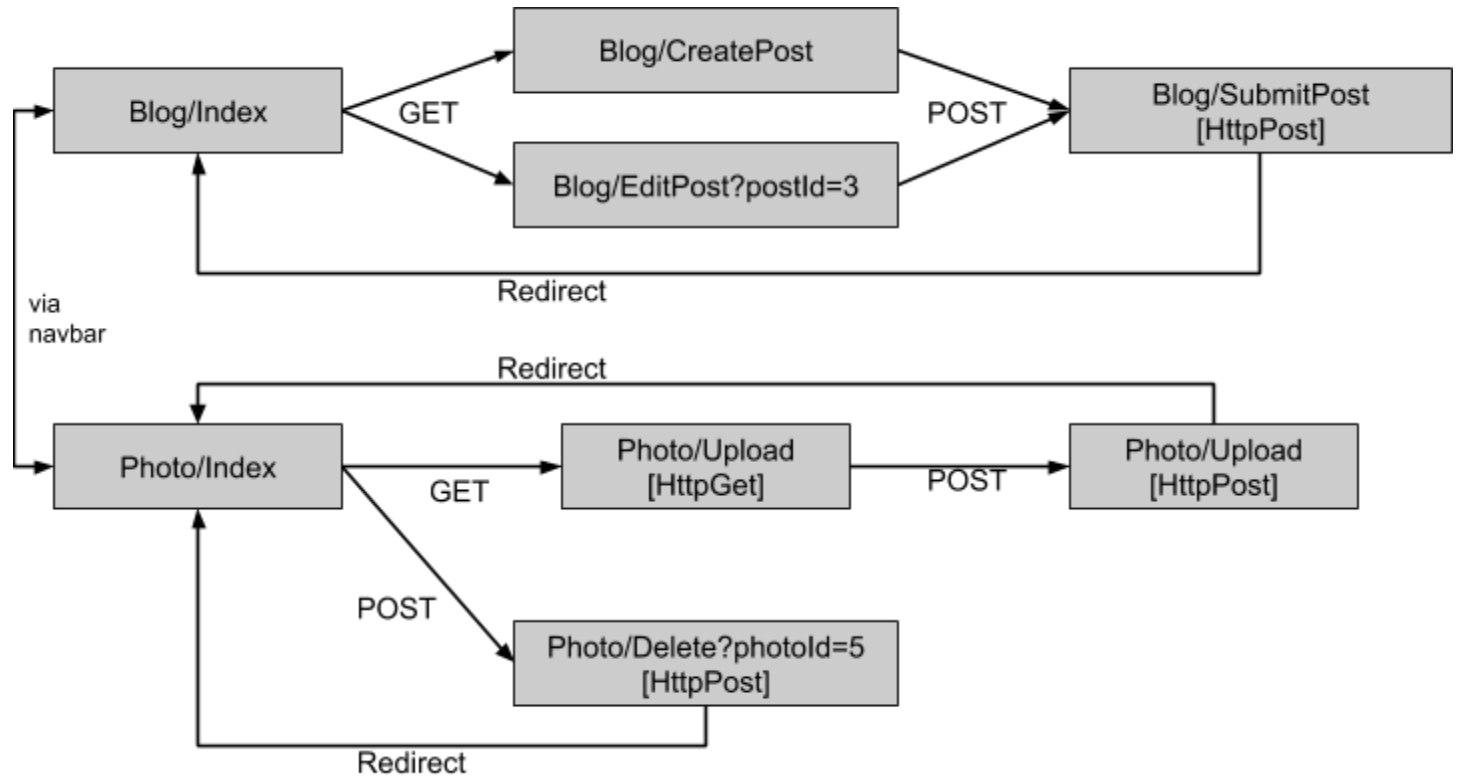 Blog/CreatePost
Blog/Index
GET
POST
Blog/SubmitPost
[HttpPost]
Blog/EditPost?postId=3
Redirect
via
navbar
Redirect
Photo/Index
GET
Photo/Upload
[HttpGet]
POST
Photo/Upload
[HttpPost]
POST
Photo/Delete?photoId=5
[HttpPost]
Redirect